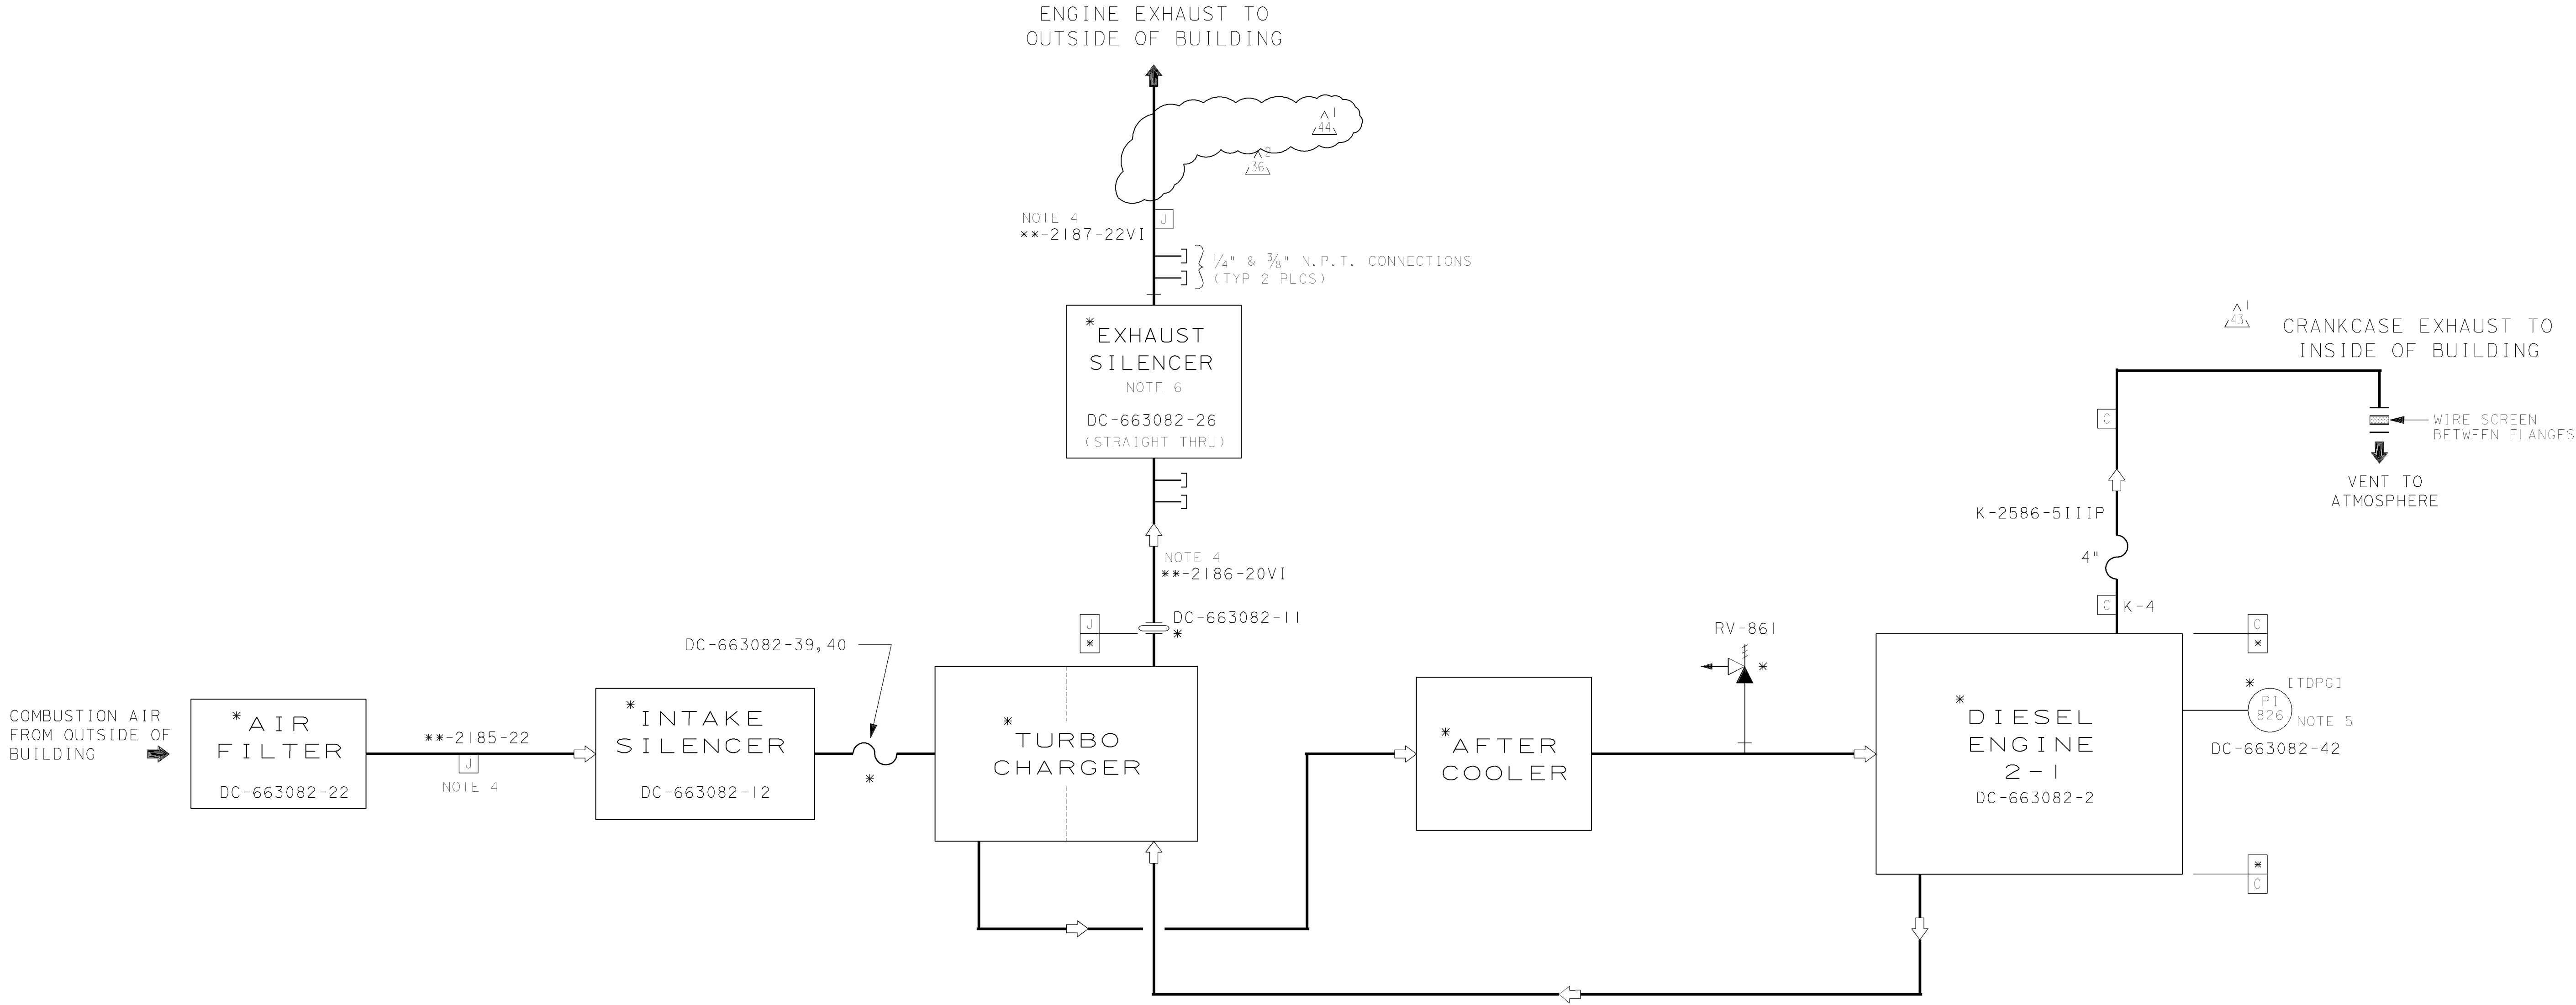 ENGINE EXHAUST TO
OUTSIDE OF BUILDING
1
44
2
36
NOTE 4
**-2187-22VI
J
1/4" & 3/8" N.P.T. CONNECTIONS
(TYP 2 PLCS)
*EXHAUST
SILENCER
NOTE 6
DC-663082-26
(STRAIGHT THRU)
1
43
CRANKCASE EXHAUST TO
INSIDE OF BUILDING
C
WIRE SCREEN
BETWEEN FLANGES
VENT TO
ATMOSPHERE
K-2586-5IIIP
4"
C K-4
NOTE 4
**-2186-20VI
J
*
DC-663082-11
*
DC-663082-39,40
*
RV-861
*
C
*
COMBUSTION AIR
FROM OUTSIDE OF
BUILDING
*AIR
FILTER
DC-663082-22
**-2185-22
J
NOTE 4
*INTAKE
SILENCER
DC-663082-12
*TURBO
CHARGER
*AFTER
COOLER
*DIESEL
ENGINE
2-1
DC-663082-2
* [TDPG]
PI
826
NOTE 5
DC-663082-42
*
C